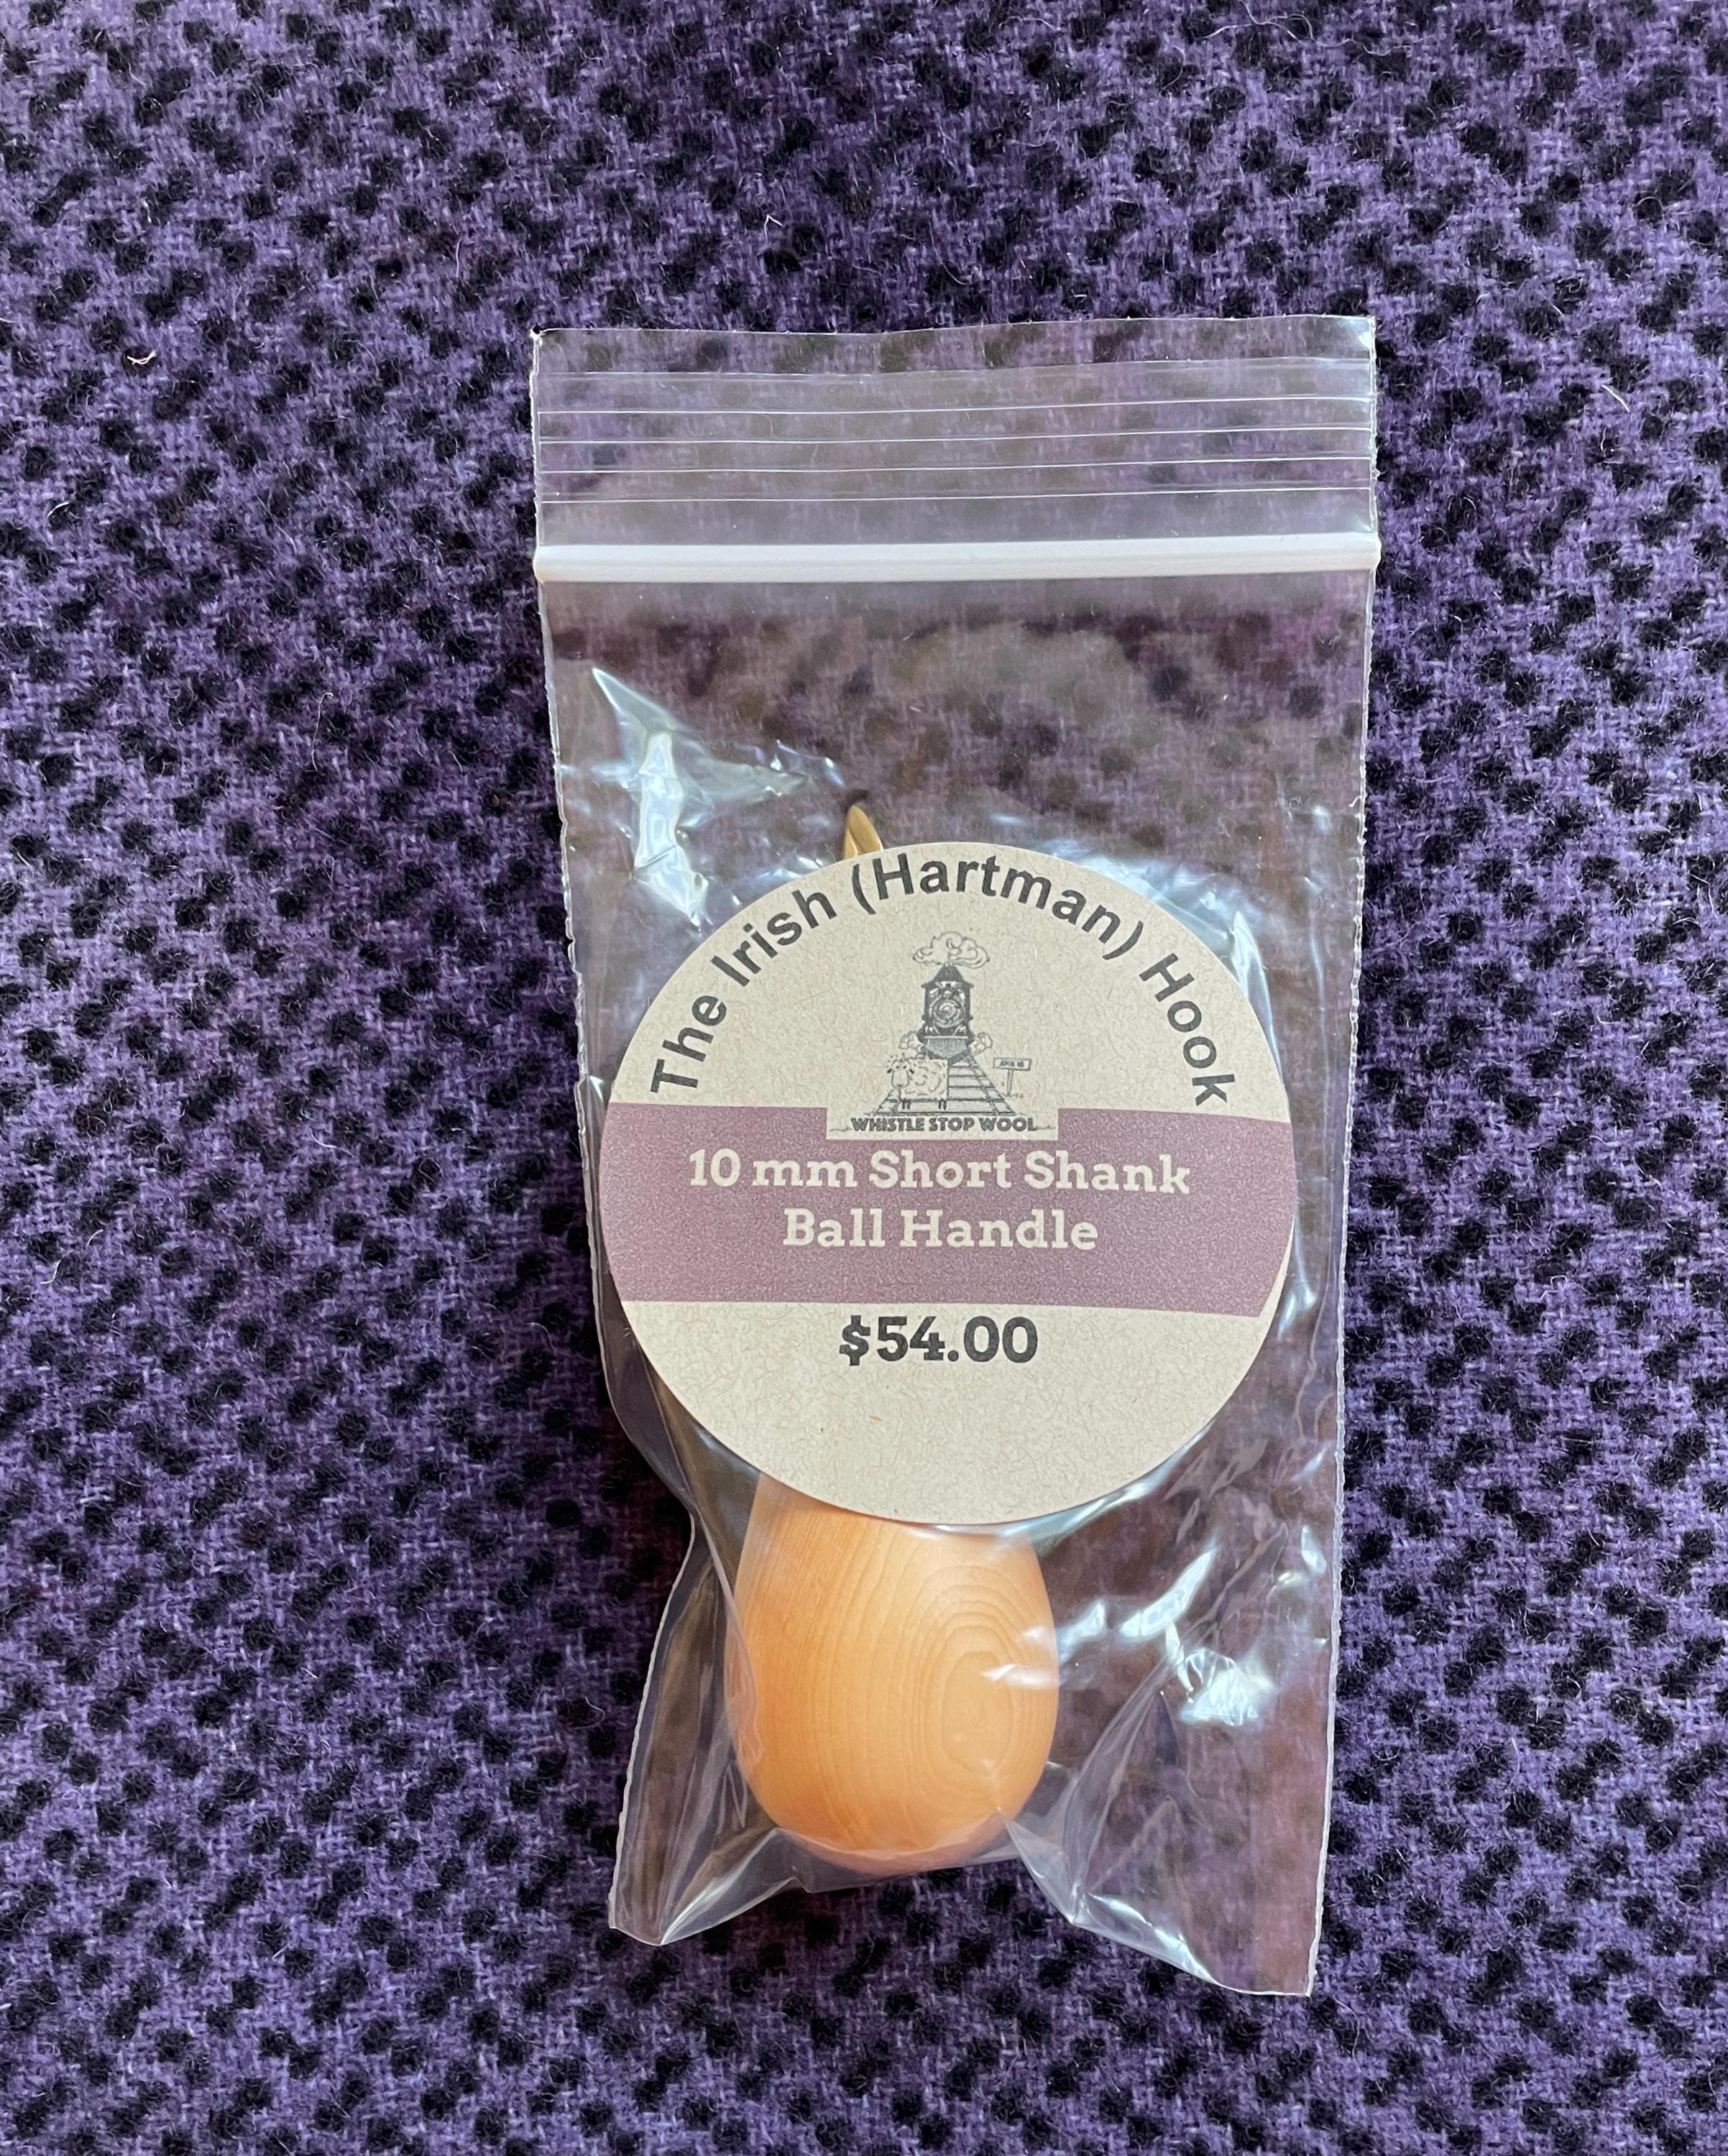 The Irish (Hartman) Hook
WHISTLE STOP WOOL
10 mm Short Shank
Ball Handle
$54.00